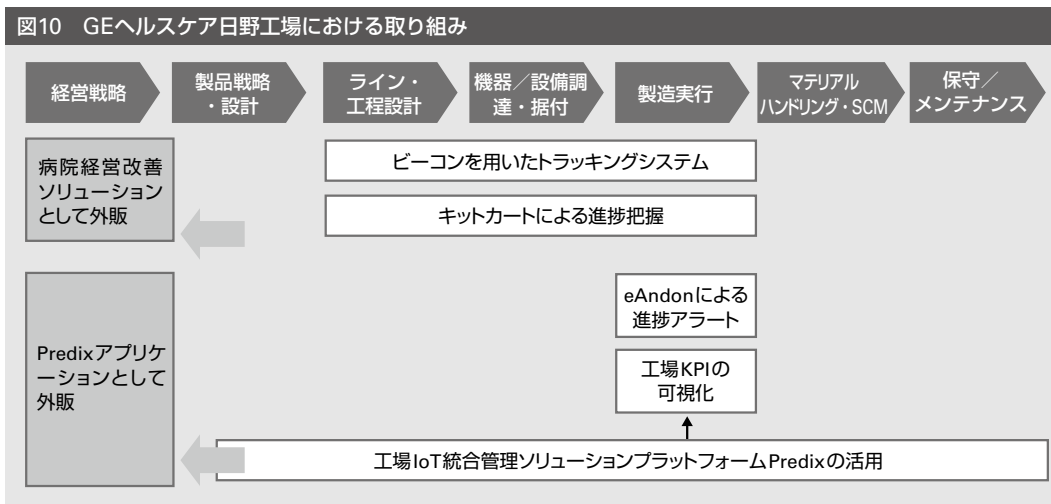 図10　GEヘルスケア日野工場における取り組み
経営戦略
製品戦略
・設計
ライン・
工程設計
機器／設備調
達・据付
製造実行
マテリアル
ハンドリング・SCM
保守／
メンテナンス
病院経営改善
ソリューション
として外販
ビーコンを用いたトラッキングシステム
キットカートによる進捗把握
eAndonによる
進捗アラート
Predixアプリケ
ーションとして
外販
工場KPIの
可視化
工場IoT統合管理ソリューションプラットフォームPredixの活用